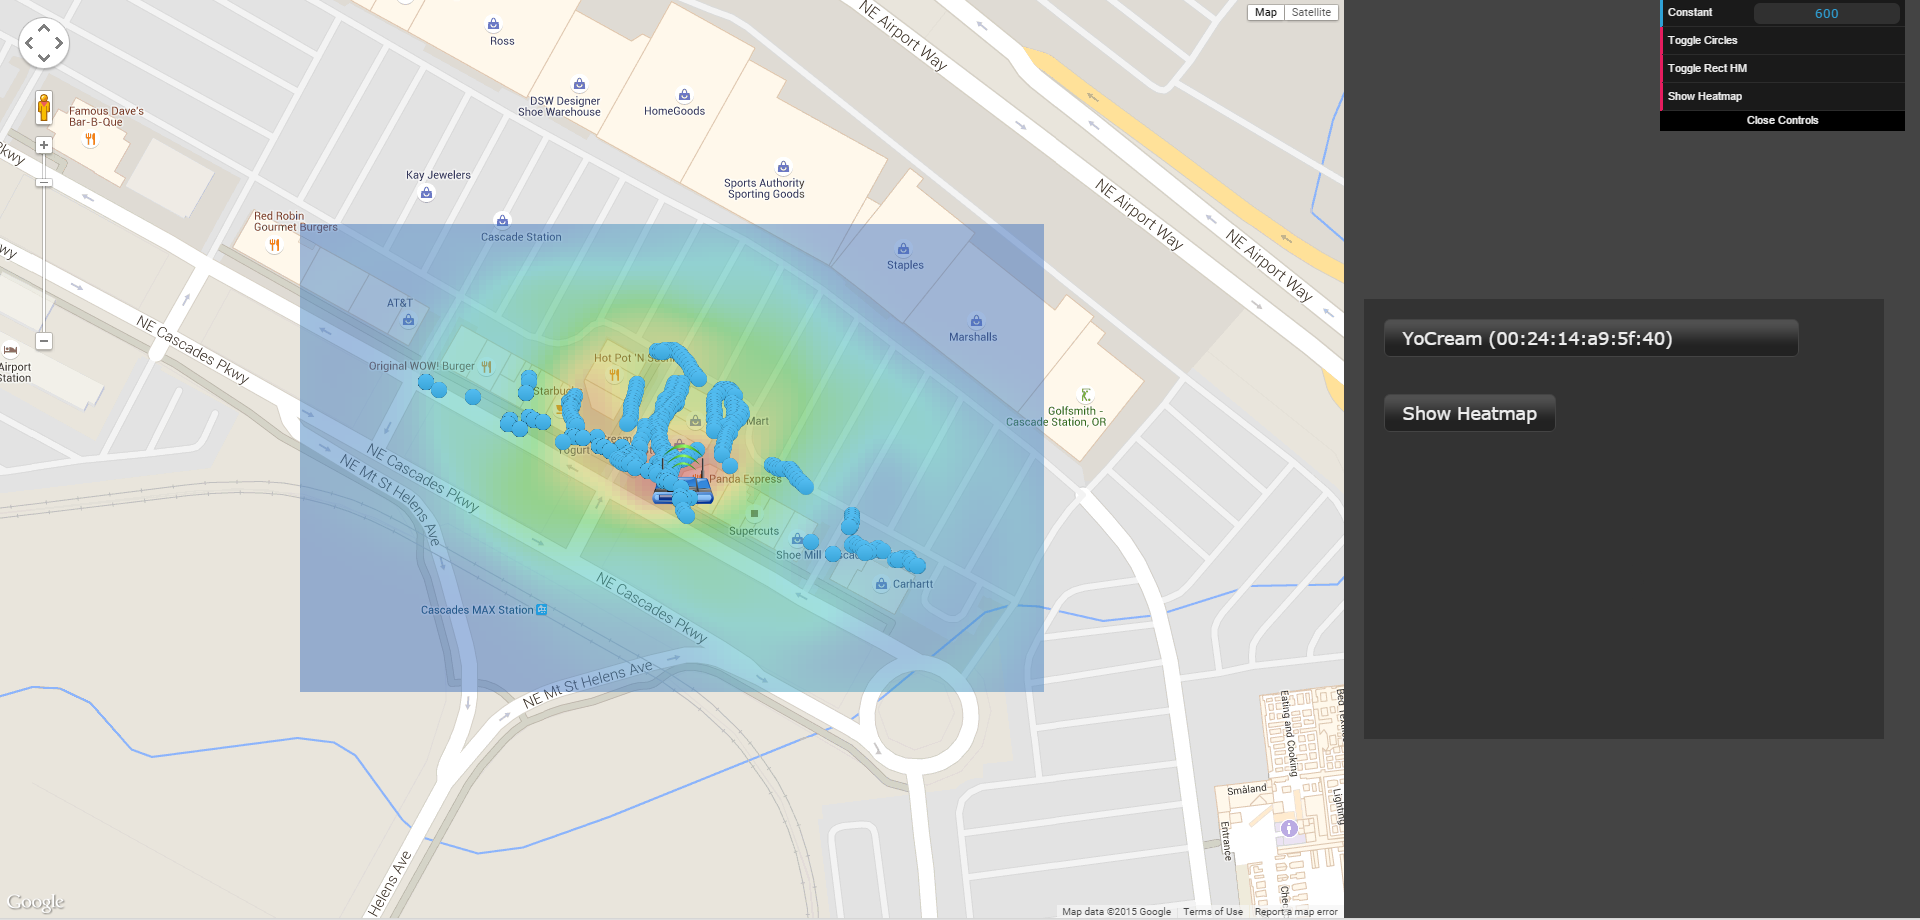 Map
Satellite
NE Airport Way
Ross
DSW Designer
Shoe Warehouse
HomeGoods
Famous Dave's
Bar-B-Que
Kay Jewelers
Sports Authority
Sporting Goods
NE Airport Way
NE Airport Way
Pkwy
Red Robin
Gourmet Burgers
Cascade Station
Staples
AT&T
Marshalls
NE Cascades Pkwy
Original WOW! Burger
Hot Pot 'N
Airport
Station
Golfsmith -
Cascade Station, OR
Mart
NE Cascades Pkwy
NE Mt St Helens Ave
Panda Express
Supercuts
Shoe Mill
Carhartt
NE Cascades Pkwy
Cascades MAX Station
NE Mt St Helens Ave
Eating and Cooking
Småland
Lighting
Entrance
Helens Ave
Google
Map data ©2015 Google
Terms of Use
Report a map error
Constant
600
Toggle Circles
Toggle Rect HM
Show Heatmap
Close Controls
YoCream (00:24:14:a9:5f:40)
Show Heatmap